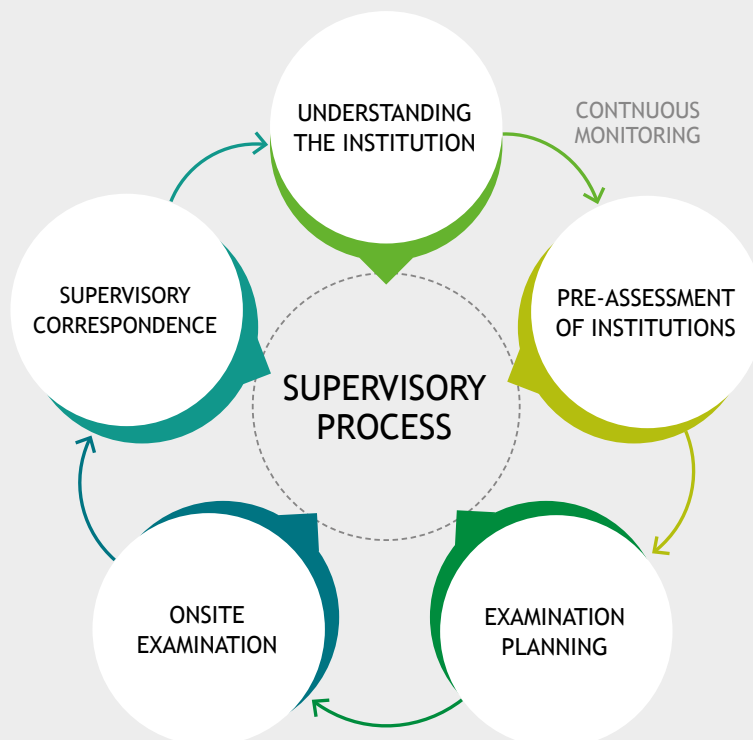 UNDERSTANDING
THE INSTITUTION
CONTNUOUS
MONITORING
PRE-ASSESSMENT
OF INSTITUTIONS
SUPERVISORY
CORRESPONDENCE
SUPERVISORY
PROCESS
ONSITE
EXAMINATION
EXAMINATION
PLANNING